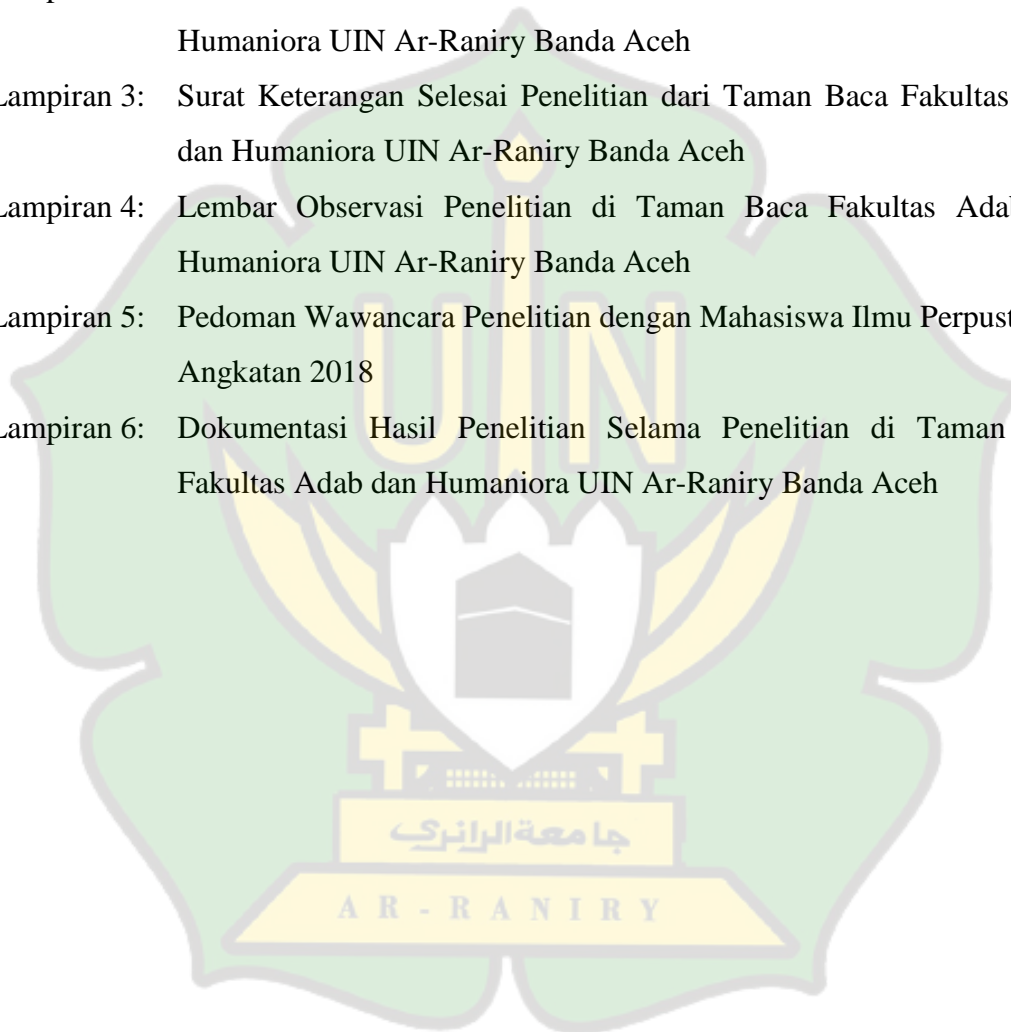 Humaniora UIN Ar-Raniry Banda Aceh
Lampiran 3: Surat Keterangan Selesai Penelitian dari Taman Baca Fakultas
dan Humaniora UIN Ar-Raniry Banda Aceh
Lampiran 4: Lembar Observasi Penelitian di Taman Baca Fakultas Adab
Humaniora UIN Ar-Raniry Banda Aceh
Lampiran 5: Pedoman Wawancara Penelitian dengan Mahasiswa Ilmu Perpust
Angkatan 2018
Lampiran 6: Dokumentasi Hasil Penelitian Selama Penelitian di Taman
Fakultas Adab dan Humaniora UIN Ar-Raniry Banda Aceh
UIN
جامعة الرانري
AR-RANIRY